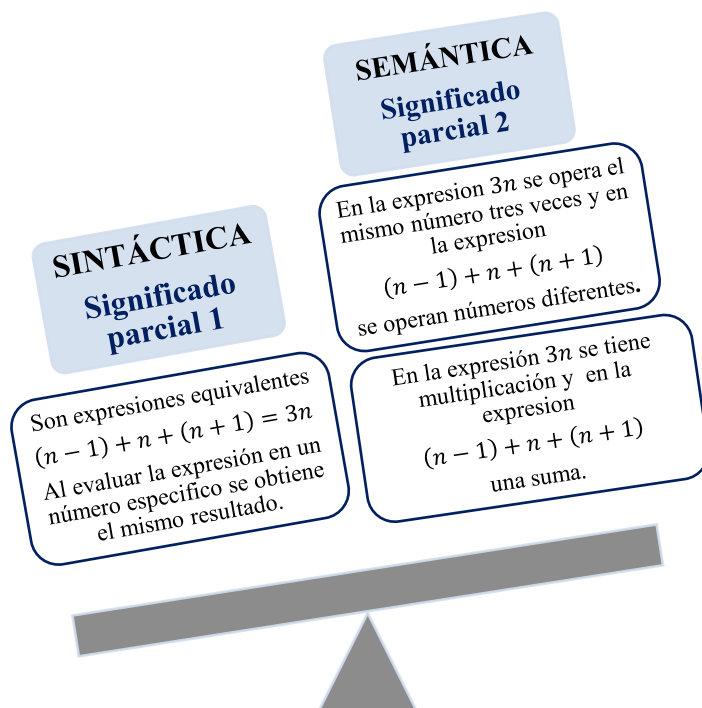 SINTÁCTICA
Significado
parcial 1
Son expresiones equivalentes
(n − 1) + n + (n + 1) = 3n
Al evaluar la expresión en un
número especifico se obtiene
el mismo resultado.
SEMÁNTICA
Significado
parcial 2
En la expresion 3n se opera el
mismo número tres veces y en
la expresion
(n − 1) + n + (n + 1)
se operan números diferentes.
En la expresión 3n se tiene
multiplicación y en la
expresion
(n − 1) + n + (n + 1)
una suma.